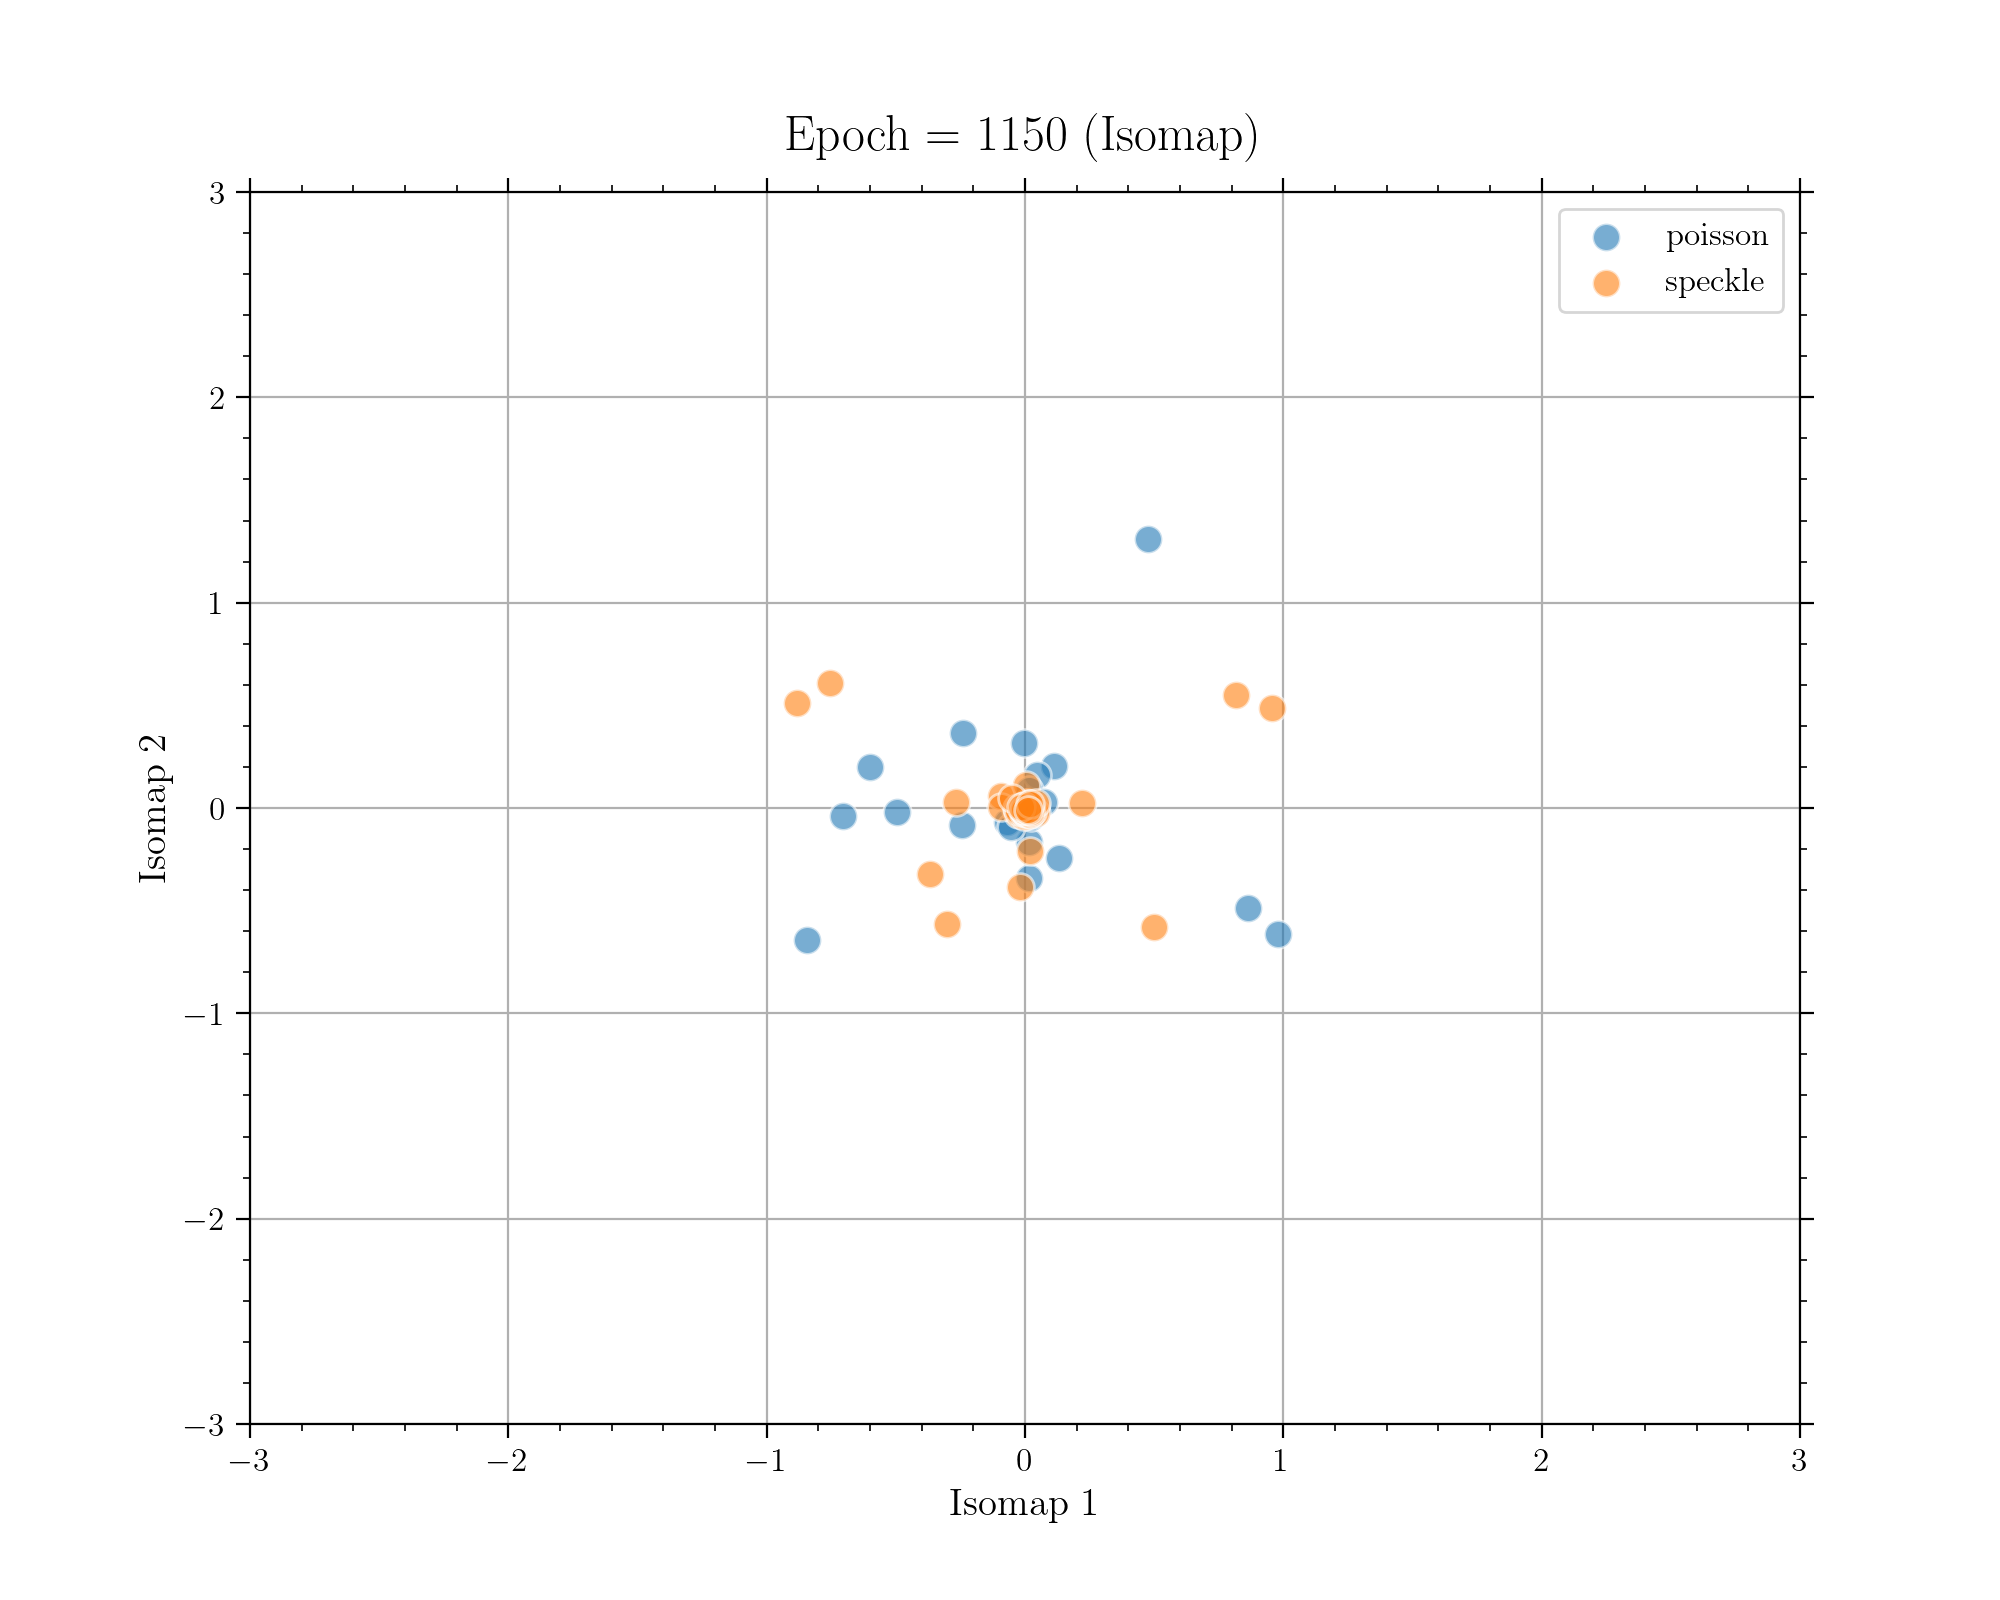 Epoch = 1150 (Isomap)
poisson
speckle
3
2
1
0
−1
−2
−3
Isomap 2
−3 −2 −1 0 1 2 3
Isomap 1